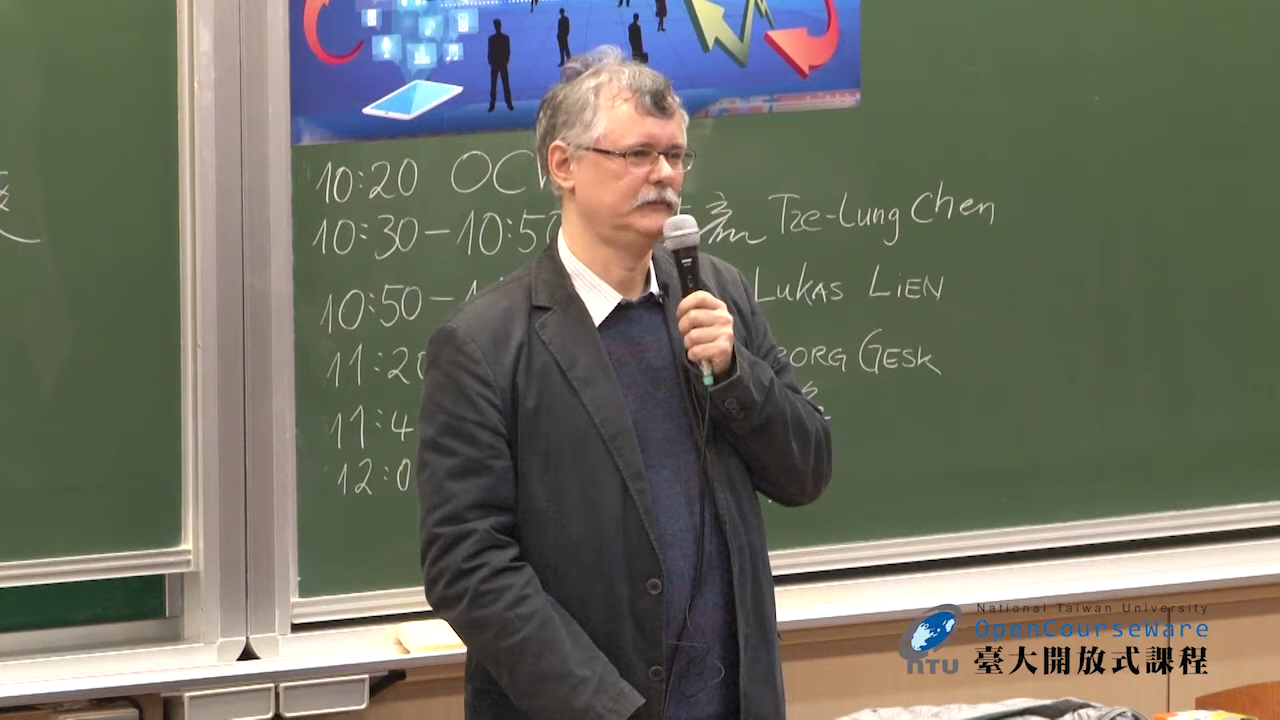 10:20 OCW
10:30-10:50 Tze-Lung Chen
10:50- LUKAS LIEN
11:20 ORG GESK
11:4
12:0
National Taiwan University
OpenCourseWare
NTU 臺大開放式課程